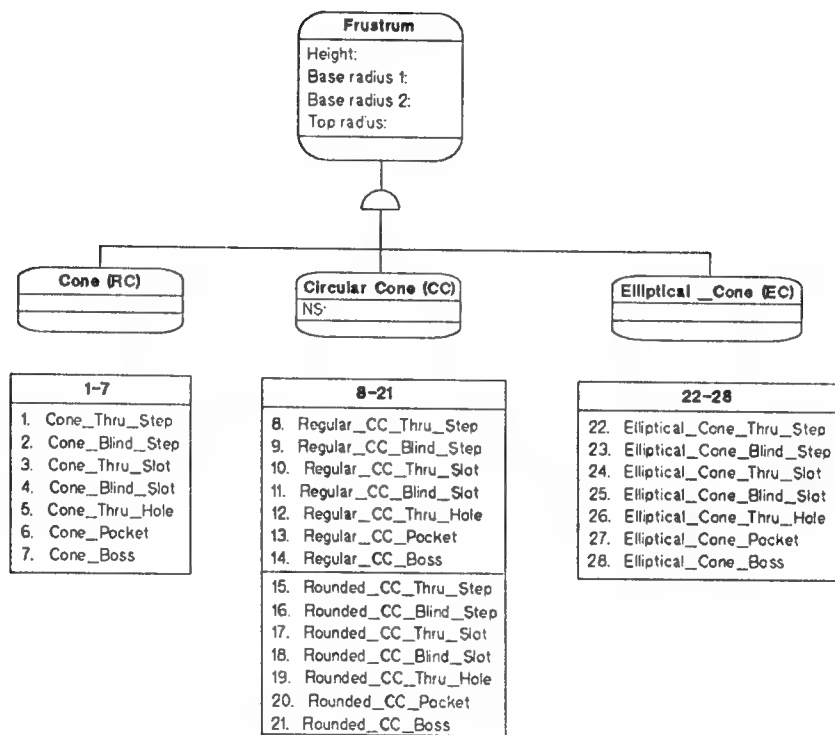 Frustrum
Height:
Base radius 1:
Base radius 2:
Top radius:
Cone (RC)
Circular Cone (CC)
NS:
Elliptical _Cone (EC)
1-7
1. Cone_Thru_Step
2. Cone_Blind_Step
3. Cone_Thru_Slot
4. Cone_Blind_Slot
5. Cone_Thru_Hole
6. Cone_Pocket
7. Cone_Boss
8-21
8. Regular_CC_Thru_Step
9. Regular_CC_Blind_Step
10. Regular_CC_Thru_Slot
11. Regular_CC_Blind_Slot
12. Regular_CC_Thru_Hole
13. Regular_CC_Pocket
14. Regular_CC_Boss
15. Rounded_CC_Thru_Step
16. Rounded_CC_Blind_Step
17. Rounded_CC_Thru_Slot
18. Rounded_CC_Blind_Slot
19. Rounded_CC_Thru_Hole
20. Rounded_CC_Pocket
21. Rounded_CC_Boss
22-28
22. Elliptical_Cone_Thru_Step
23. Elliptical_Cone_Blind_Step
24. Elliptical_Cone_Thru_Slot
25. Elliptical_Cone_Blind_Slot
26. Elliptical_Cone_Thru_Hole
27. Elliptical_Cone_Pocket
28. Elliptical_Cone_Boss